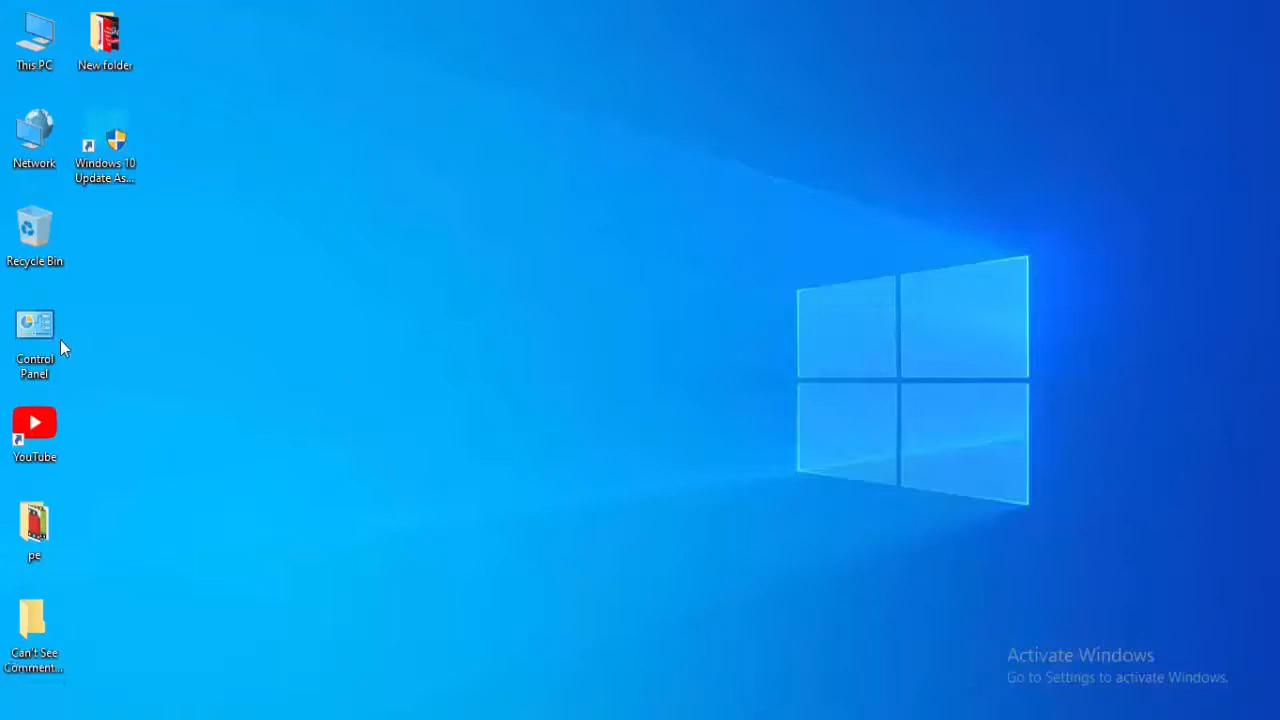 This PC
New folder
Network
Windows 10
Update As...
Recycle Bin
Control
Panel
YouTube
pe
Can't See
Comment...
Activate Windows
Go to Settings to activate Windows.